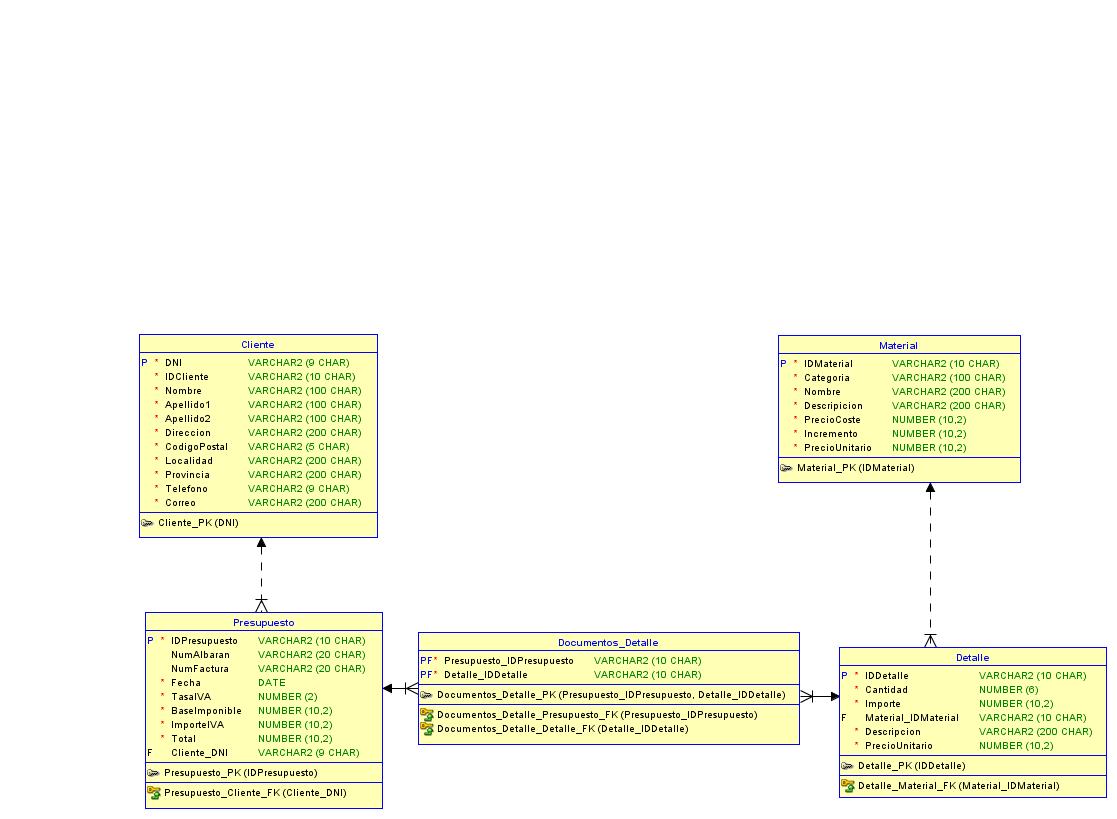 Cliente
P * DNI VARCHAR2 (9 CHAR)
* IDCliente VARCHAR2 (10 CHAR)
* Nombre VARCHAR2 (100 CHAR)
* Apellido1 VARCHAR2 (100 CHAR)
* Apellido2 VARCHAR2 (100 CHAR)
* Direccion VARCHAR2 (200 CHAR)
* CodigoPostal VARCHAR2 (5 CHAR)
* Localidad VARCHAR2 (200 CHAR)
* Provincia VARCHAR2 (200 CHAR)
* Telefono VARCHAR2 (9 CHAR)
* Correo VARCHAR2 (200 CHAR)
Cliente_PK (DNI)
Material
P * IDMaterial VARCHAR2 (10 CHAR)
* Categoria VARCHAR2 (100 CHAR)
* Nombre VARCHAR2 (200 CHAR)
* Descripicion VARCHAR2 (200 CHAR)
* PrecioCoste NUMBER (10,2)
* Incremento NUMBER (10,2)
* PrecioUnitario NUMBER (10,2)
Material_PK (IDMaterial)
Presupuesto
P * IDPresupuesto VARCHAR2 (10 CHAR)
NumAlbaran VARCHAR2 (20 CHAR)
NumFactura VARCHAR2 (20 CHAR)
* Fecha DATE
* TasaIVA NUMBER (2)
* BaseImponible NUMBER (10,2)
* ImporteIVA NUMBER (10,2)
* Total NUMBER (10,2)
F Cliente_DNI VARCHAR2 (9 CHAR)
Presupuesto_PK (IDPresupuesto)
Presupuesto_Cliente_FK (Cliente_DNI)
Documentos_Detalle
PF* Presupuesto_IDPresupuesto VARCHAR2 (10 CHAR)
PF* Detalle_IDDetalle VARCHAR2 (10 CHAR)
Documentos_Detalle_PK (Presupuesto_IDPresupuesto, Detalle_IDDetalle)
Documentos_Detalle_Presupuesto_FK (Presupuesto_IDPresupuesto)
Documentos_Detalle_Detalle_FK (Detalle_IDDetalle)
Detalle
P * IDDetalle VARCHAR2 (10 CHAR)
* Cantidad NUMBER (6)
* Importe NUMBER (10,2)
F Material_IDMaterial VARCHAR2 (10 CHAR)
* Descripcion VARCHAR2 (200 CHAR)
* PrecioUnitario NUMBER (10,2)
Detalle_PK (IDDetalle)
Detalle_Material_FK (Material_IDMaterial)